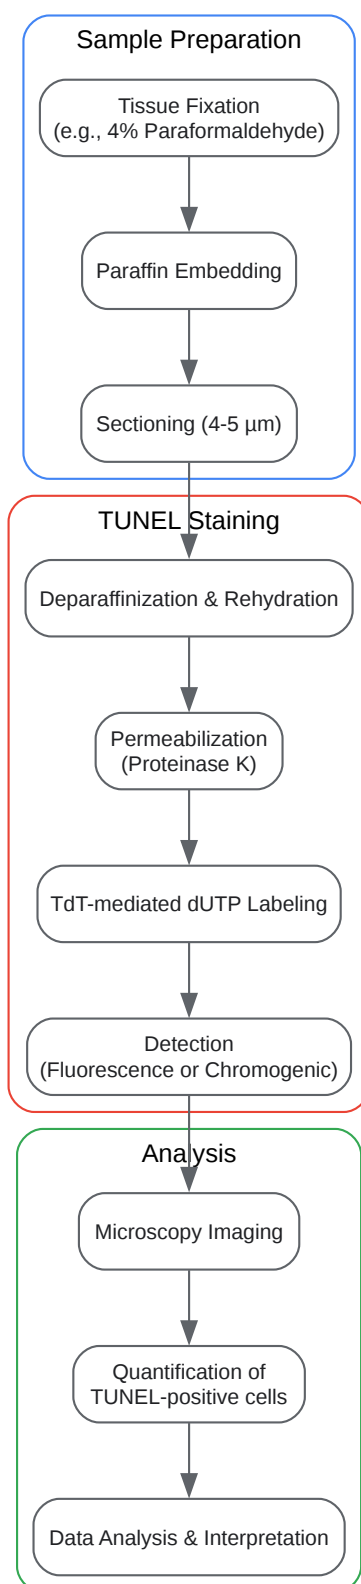 Sample Preparation
Tissue Fixation
(e.g., 4% Paraformaldehyde)
Paraffin Embedding
Sectioning (4-5 µm)
TUNEL Staining
Deparaffinization & Rehydration
Permeabilization
(Proteinase K)
TdT-mediated dUTP Labeling
Detection
(Fluorescence or Chromogenic)
Analysis
Microscopy Imaging
Quantification of
TUNEL-positive cells
Data Analysis & Interpretation